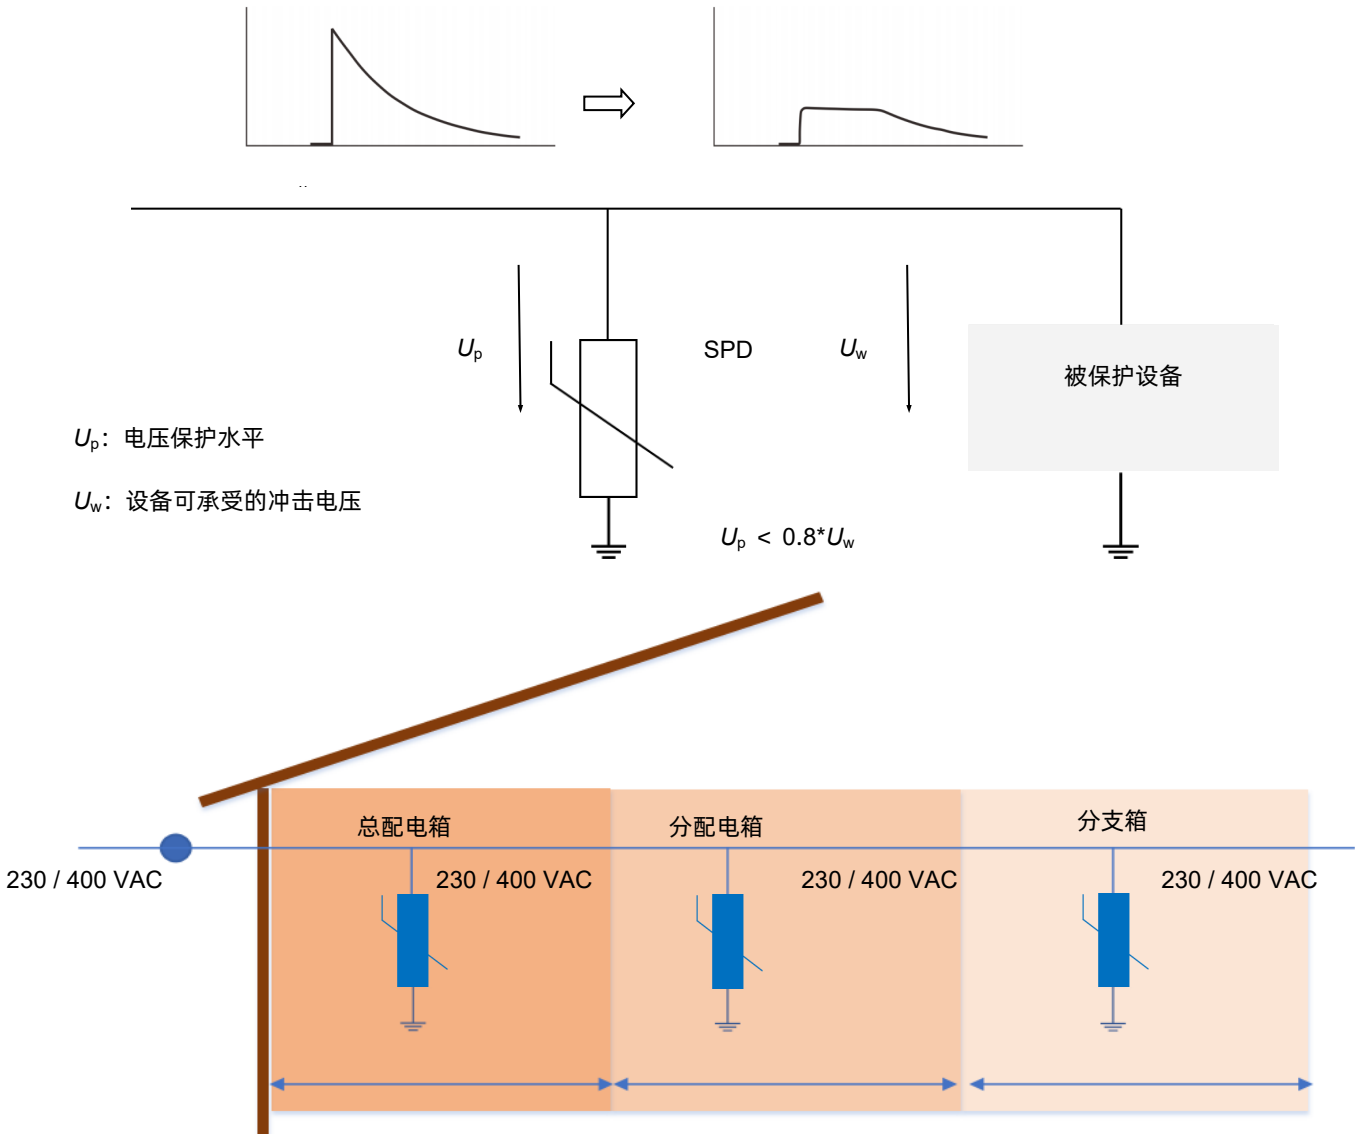 Up
SPD
Uw
被保护设备
Up：电压保护水平
Uw：设备可承受的冲击电压
Up < 0.8*Uw
总配电箱
分配电箱
分支箱
230 / 400 VAC
230 / 400 VAC
230 / 400 VAC
230 / 400 VAC